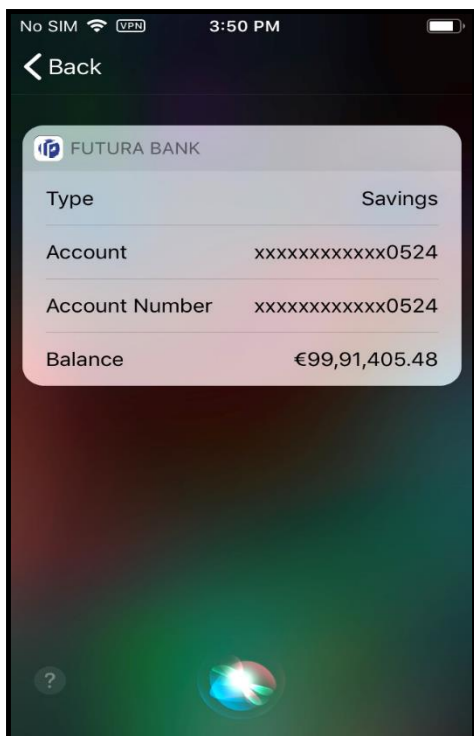 No SIM VPN 3:50 PM
Back
FUTURA BANK
Type Savings
Account xxxxxxxxxxxx0524
Account Number xxxxxxxxxxxx0524
Balance €99,91,405.48
?